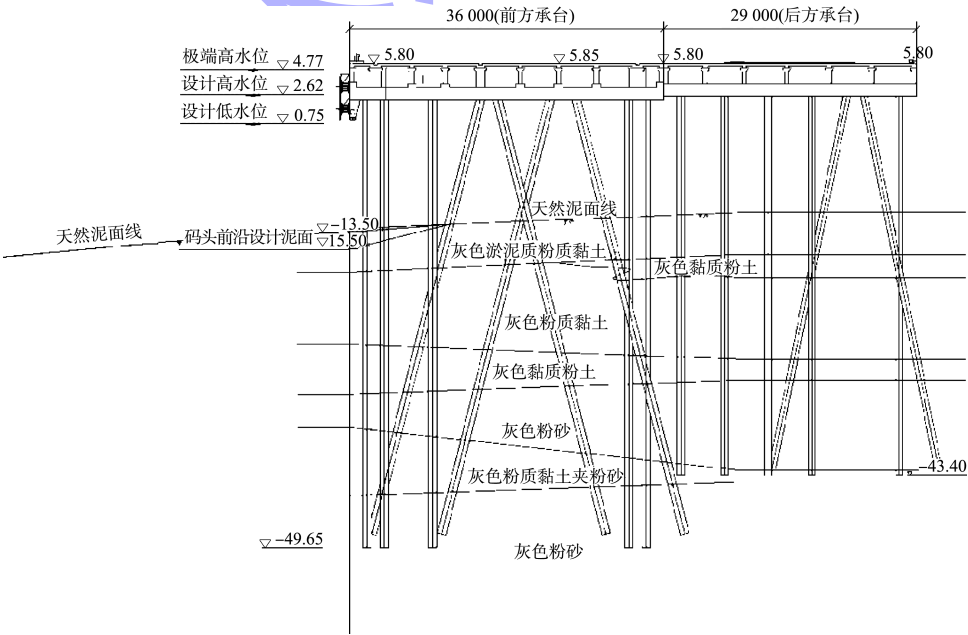 36 000(前方承台)
29 000(后方承台)
极端高水位
4.77
5.80
5.85
5.80
5.80
设计高水位
2.62
设计低水位
0.75
天然泥面线
天然泥面线
码头前沿设计泥面
-13.50
15.50
灰色淤泥质粉质黏土
灰色黏质粉土
灰色粉质黏土
灰色黏质粉土
灰色粉砂
灰色粉质黏土夹粉砂
-43.40
-49.65
灰色粉砂